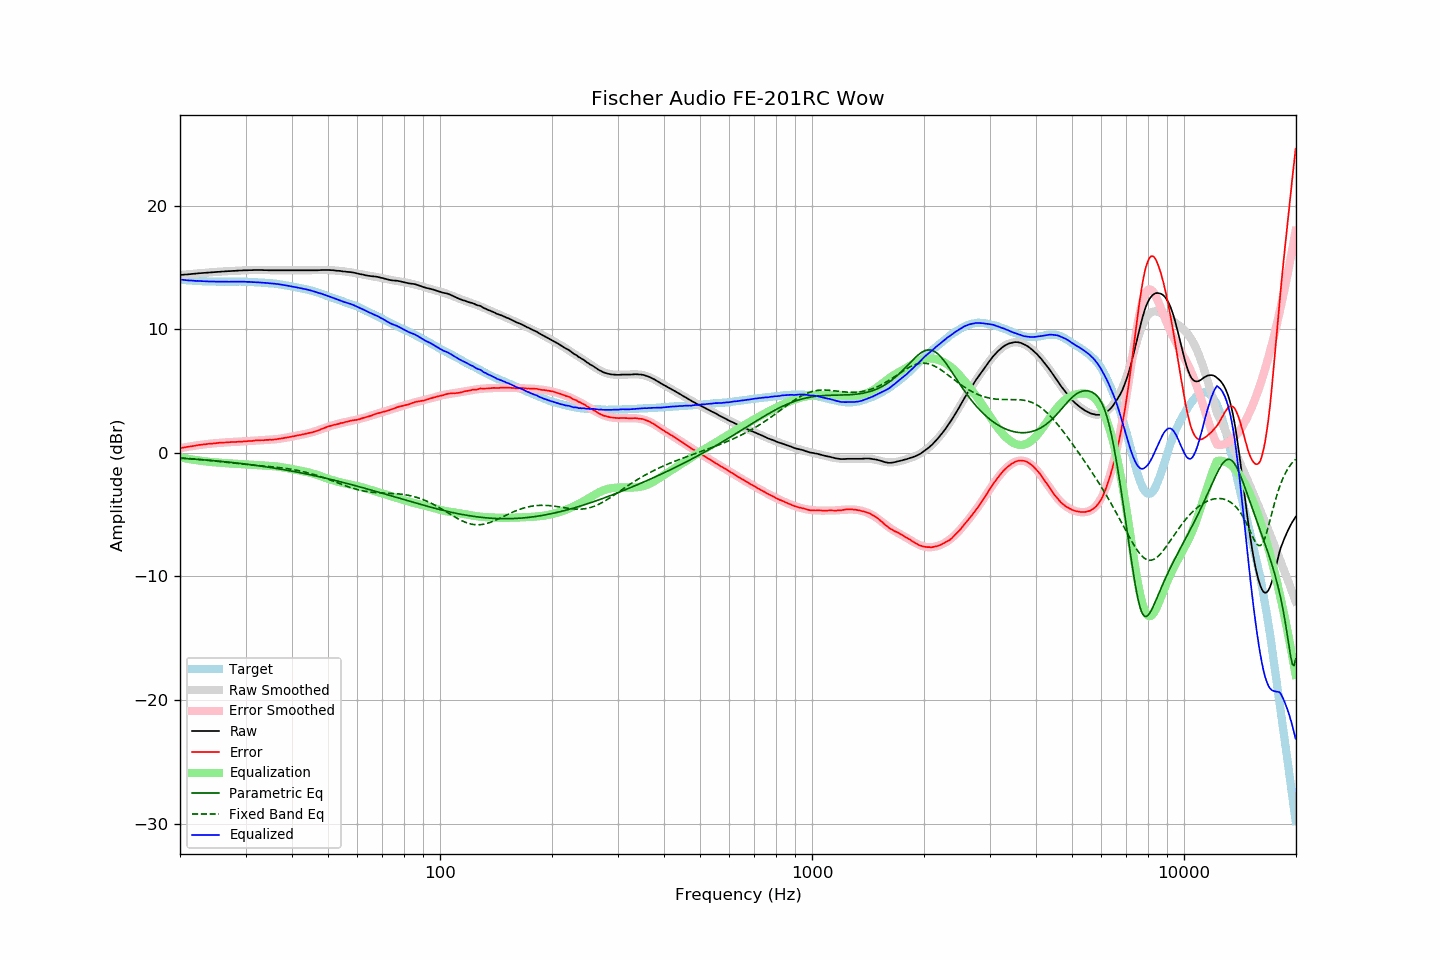 Fischer Audio FE-201RC Wow
Amplitude (dBr)
20
10
0
−10
−20
−30
Target
Raw Smoothed
Error Smoothed
Raw
Error
Equalization
Parametric Eq
Fixed Band Eq
Equalized
100
1000
10000
Frequency (Hz)